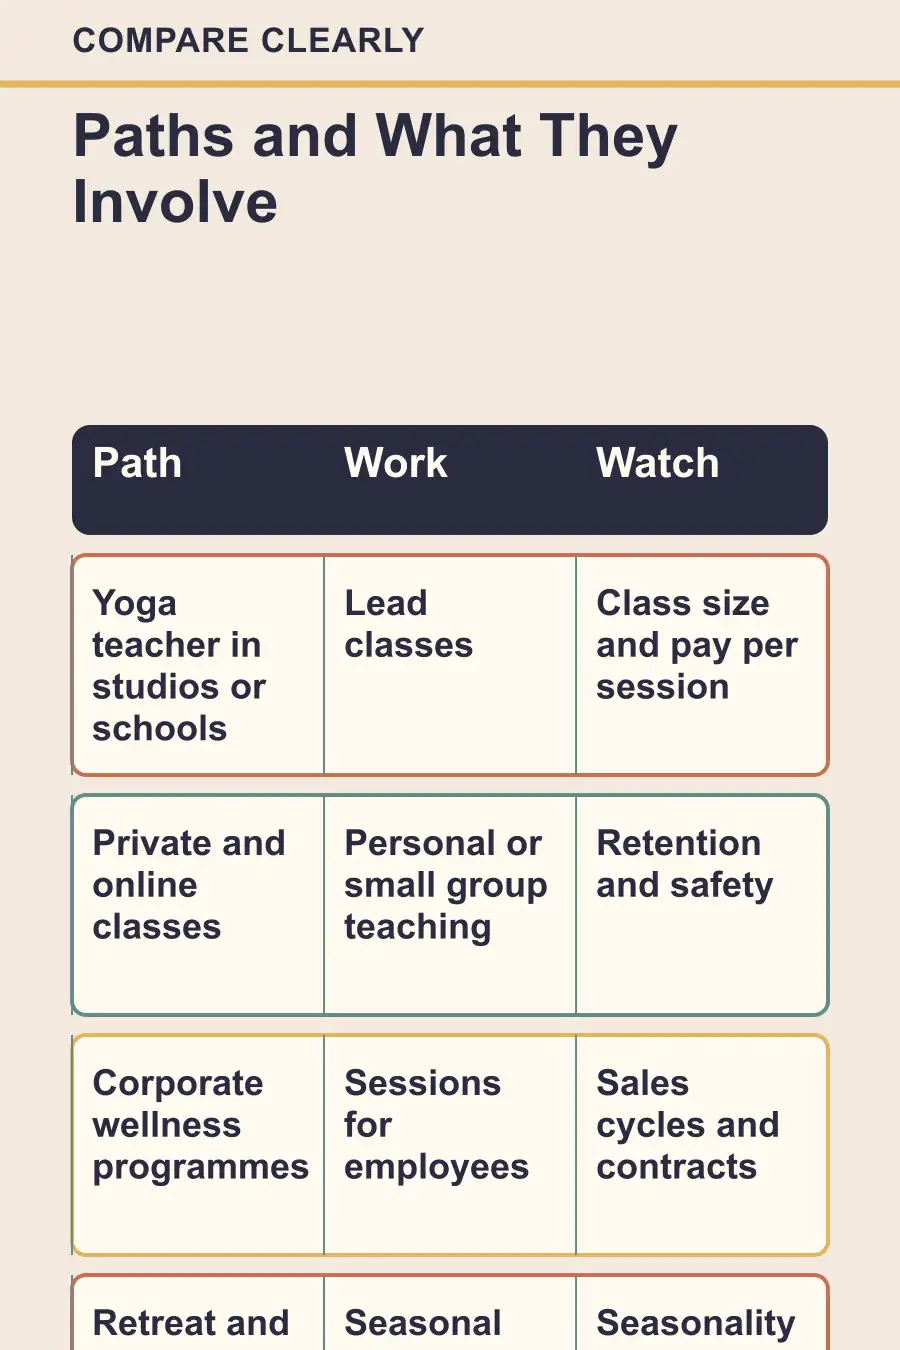 COMPARE CLEARLY
Paths and What They
Involve
Path Work Watch
Yoga
teacher in
studios or
schools
Lead
classes
Class size
and pay per
session
Private and
online
classes
Personal or
small group
teaching
Retention
and safety
Corporate
wellness
programmes
Sessions
for
employees
Sales
cycles and
contracts
Retreat and
Seasonal
Seasonality